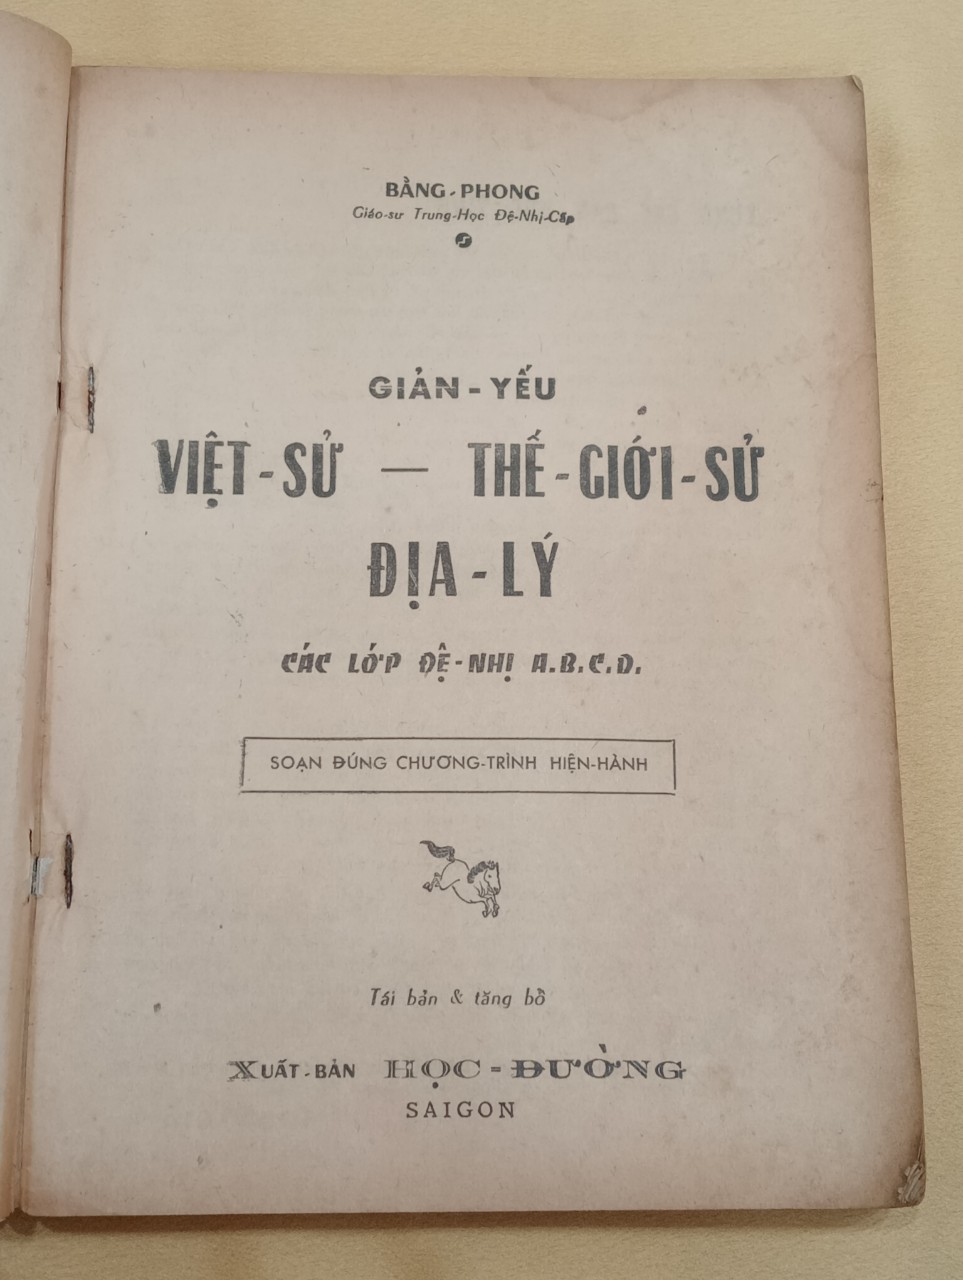 BẰNG-PHONG
Giáo-sư Trung-Học Đệ-Nhị-Cấp
GIẢN-YẾU
VIỆT-SỬ — THẾ-GIỚI-SỬ
ĐỊA-LÝ
CÁC LỚP ĐỆ-NHỊ A.B.C.D.
SOẠN ĐÚNG CHƯƠNG-TRÌNH HIỆN-HÀNH
Tái bản & tăng bổ
XUẤT-BẢN HỌC-ĐƯỜNG
SAIGON